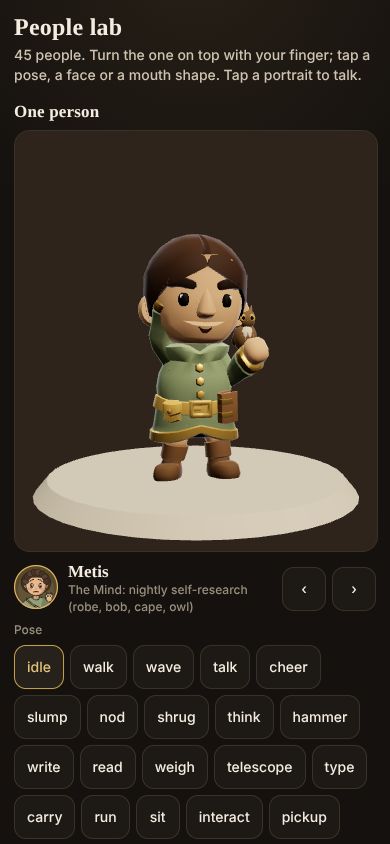 People lab
45 people. Turn the one on top with your finger; tap a
pose, a face or a mouth shape. Tap a portrait to talk.
One person
Metis
The Mind: nightly self-research
(robe, bob, cape, owl)
‹ ›
Pose
idle walk wave talk cheer
slump nod shrug think hammer
write read weigh telescope type
carry run sit interact pickup